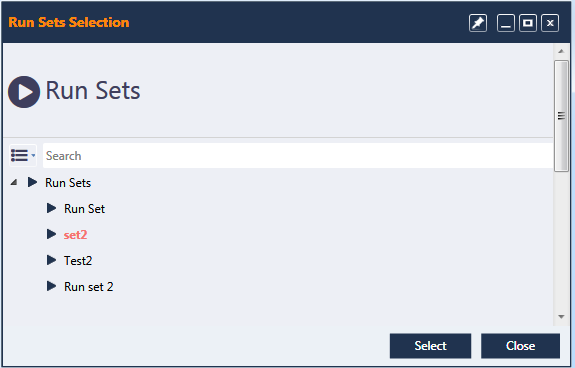 Run Sets Selection
Run Sets
Search
Run Sets
Run Set
set2
Test2
Run set 2
Select Close